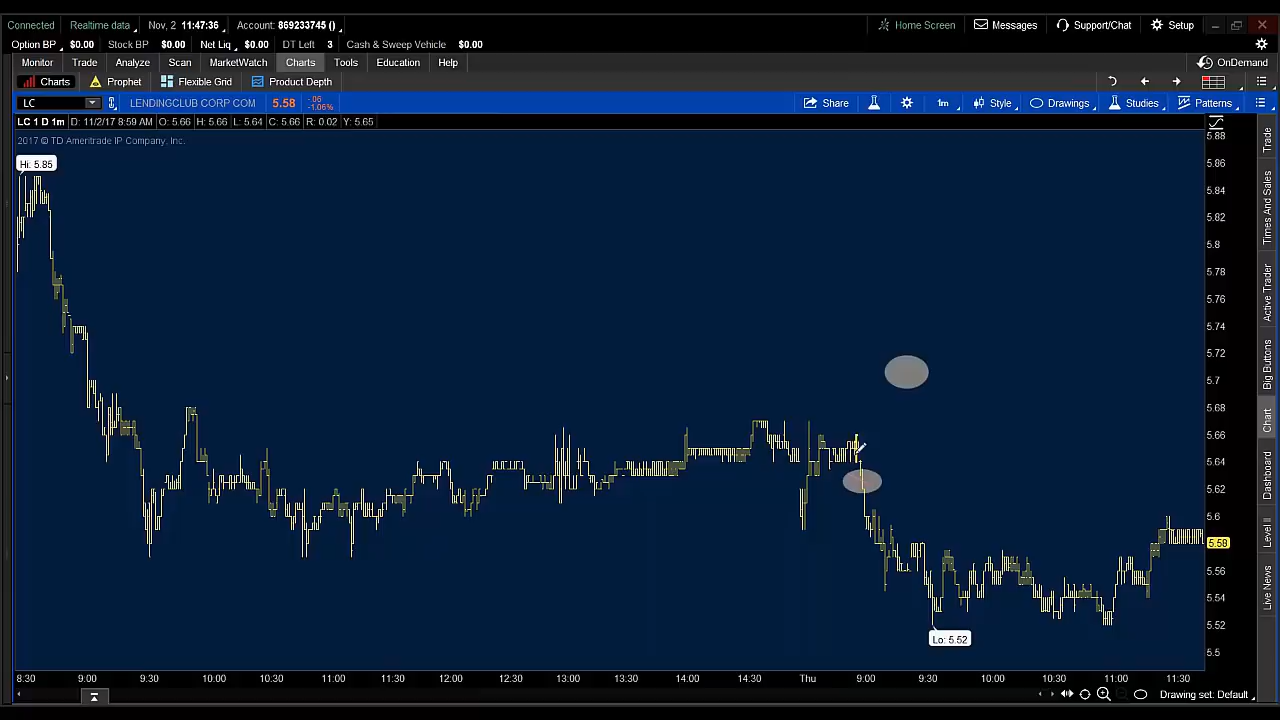 Connected Realtime data Nov, 2 11:47:36 Account: 869233745 () Home Screen Messages Support/Chat Setup
Option BP $0.00 Stock BP $0.00 Net Liq $0.00 DT Left 3 Cash & Sweep Vehicle $0.00
Monitor Trade Analyze Scan MarketWatch Charts Tools Education Help OnDemand
Charts Prophet Flexible Grid Product Depth
LC LENDINGCLUB CORP COM 5.58 -.06 -1.06% Share 1m Style Drawings Studies Patterns
LC 1 D 1m D: 11/2/17 8:59 AM O: 5.66 H: 5.66 L: 5.64 C: 5.66 R: 0.02 Y: 5.65
2017 © TD Ameritrade IP Company, Inc.
Hi: 5.85
5.88
5.86
5.84
5.82
5.8
5.78
5.76
5.74
5.72
5.7
5.68
5.66
5.64
5.62
5.6
5.58
5.56
5.54
5.52
5.5
Lo: 5.52
8:30 9:00 9:30 10:00 10:30 11:00 11:30 12:00 12:30 13:00 13:30 14:00 14:30 Thu 9:00 9:30 10:00 10:30 11:00 11:30
Drawing set: Default
Trade
Times And Sales
Active Trader
Big Buttons
Chart
Dashboard
Level II
Live News